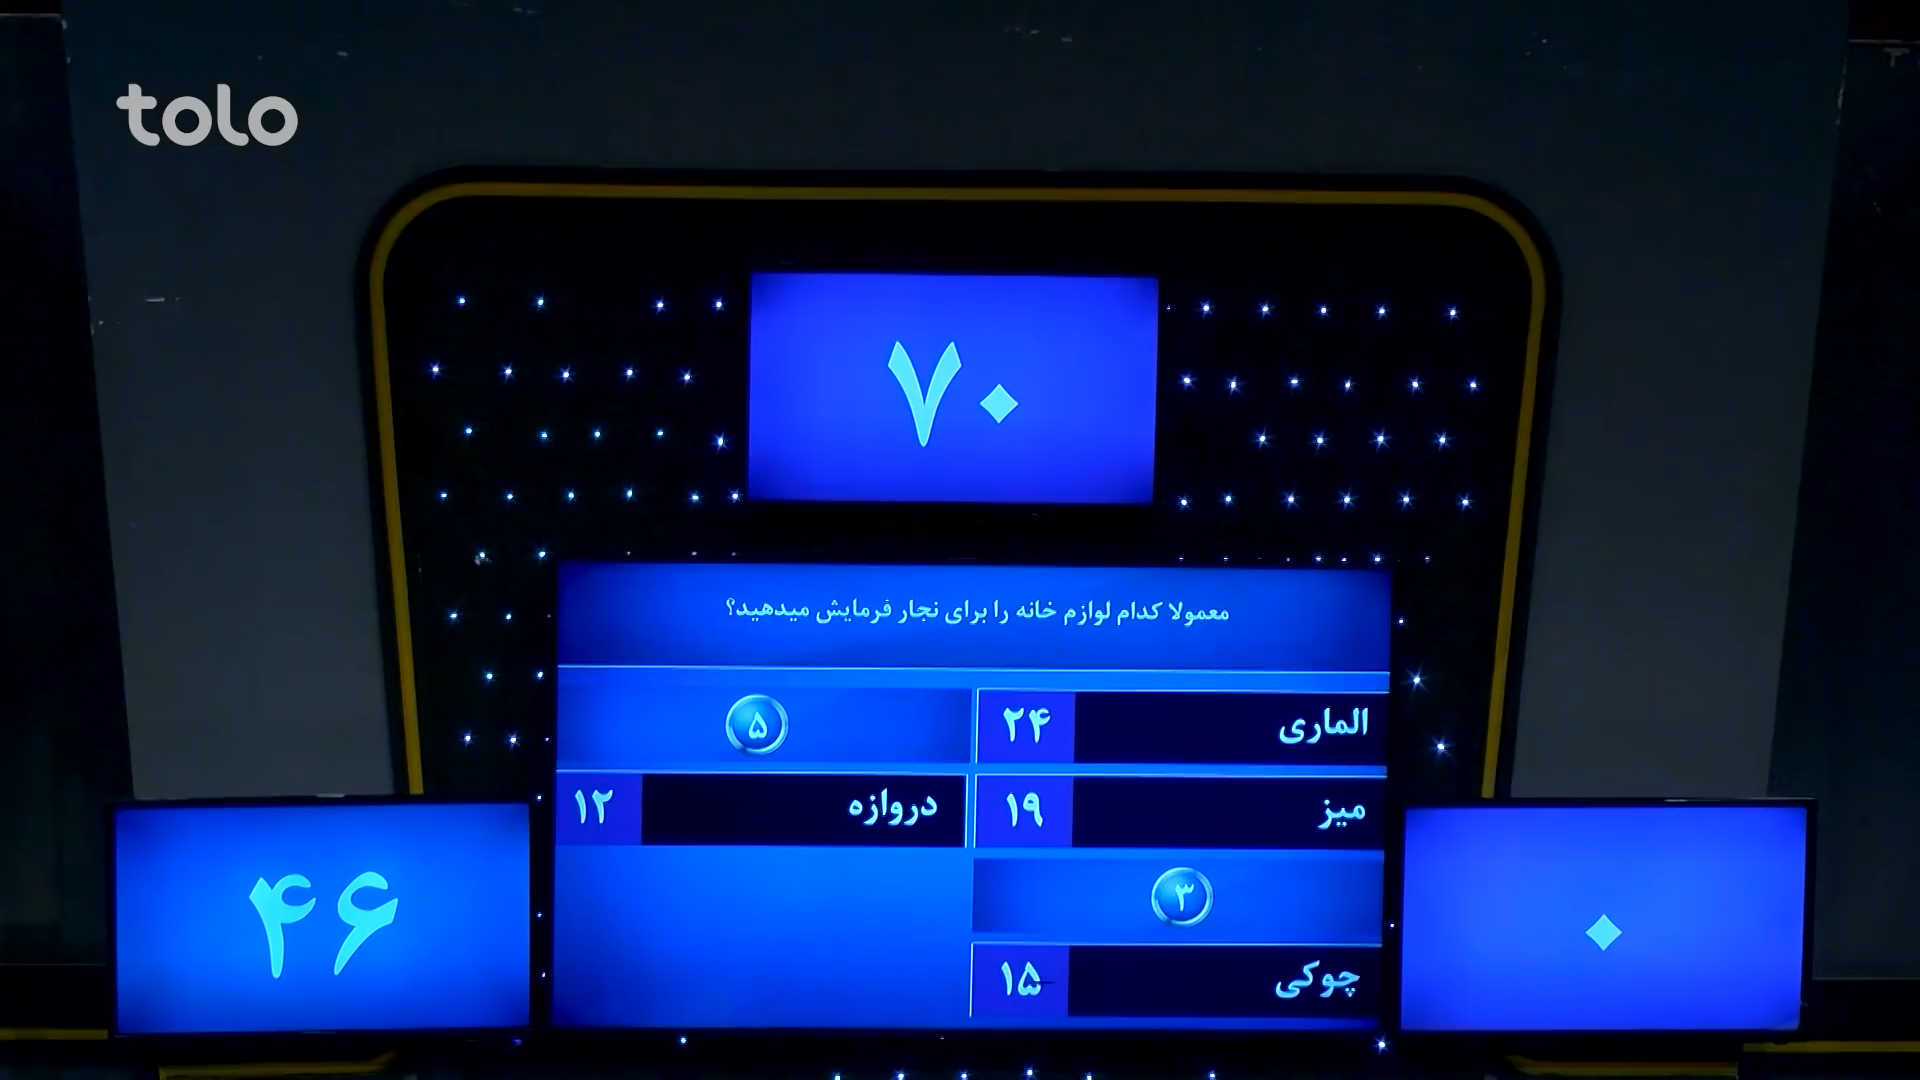 tolo
۷۰
معمولا کدام لوازم خانه را برای نجار فرمایش میدهید؟
الماری ۲۴
میز ۱۹
۳
چوکی ۱۵
۵
دروازه ۱۲
۴۶
۰